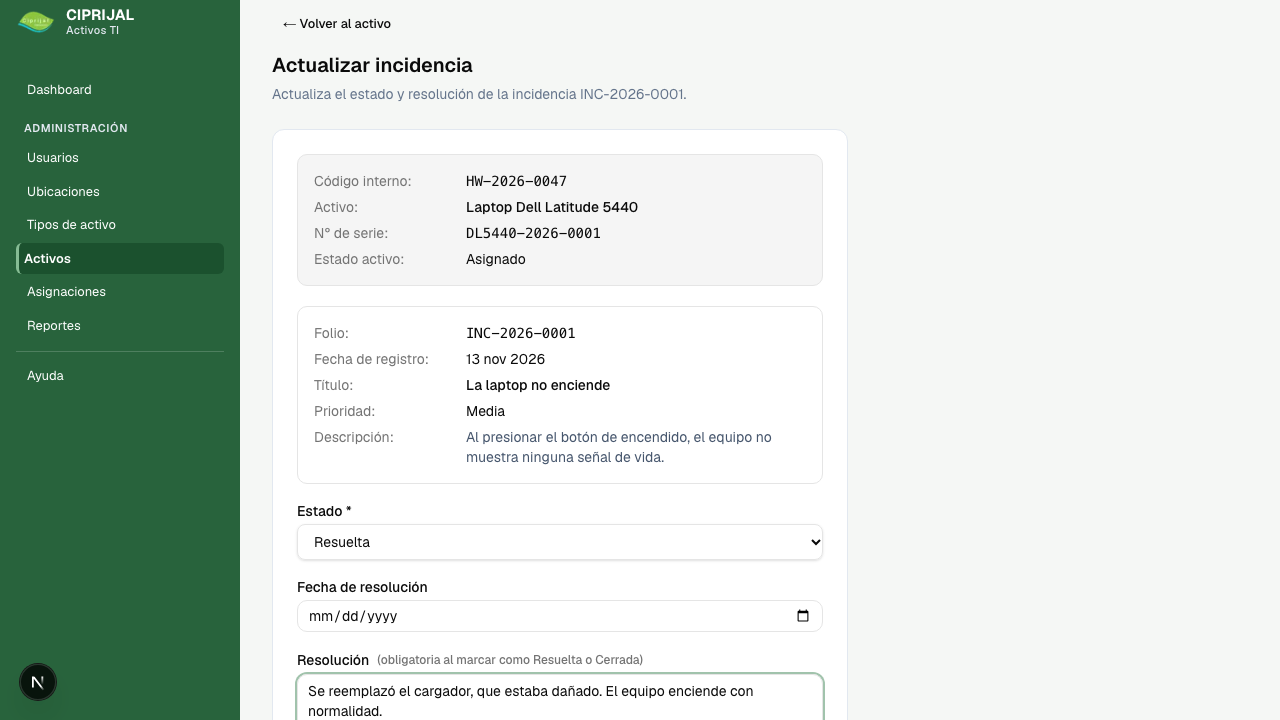 Ciprijal
CIPRIJAL
Activos TI
Dashboard
ADMINISTRACIÓN
Usuarios
Ubicaciones
Tipos de activo
Activos
Asignaciones
Reportes
Ayuda
N
← Volver al activo
Actualizar incidencia
Actualiza el estado y resolución de la incidencia INC-2026-0001.
Código interno: HW-2026-0047
Activo: Laptop Dell Latitude 5440
N° de serie: DL5440-2026-0001
Estado activo: Asignado
Folio: INC-2026-0001
Fecha de registro: 13 nov 2026
Título: La laptop no enciende
Prioridad: Media
Descripción: Al presionar el botón de encendido, el equipo no
muestra ninguna señal de vida.
Estado *
Resuelta
Fecha de resolución
mm/dd/yyyy
Resolución (obligatoria al marcar como Resuelta o Cerrada)
Se reemplazó el cargador, que estaba dañado. El equipo enciende con
normalidad.